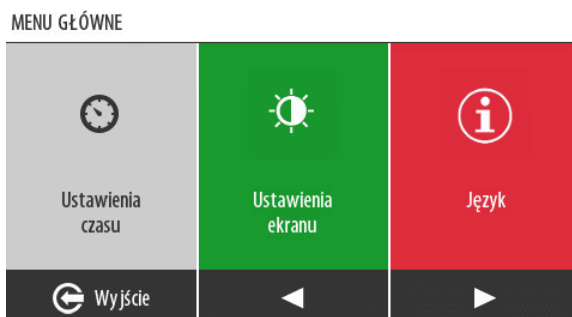 MENU GŁÓWNE
Ustawienia
czasu
Ustawienia
ekranu
Język
Wyjście